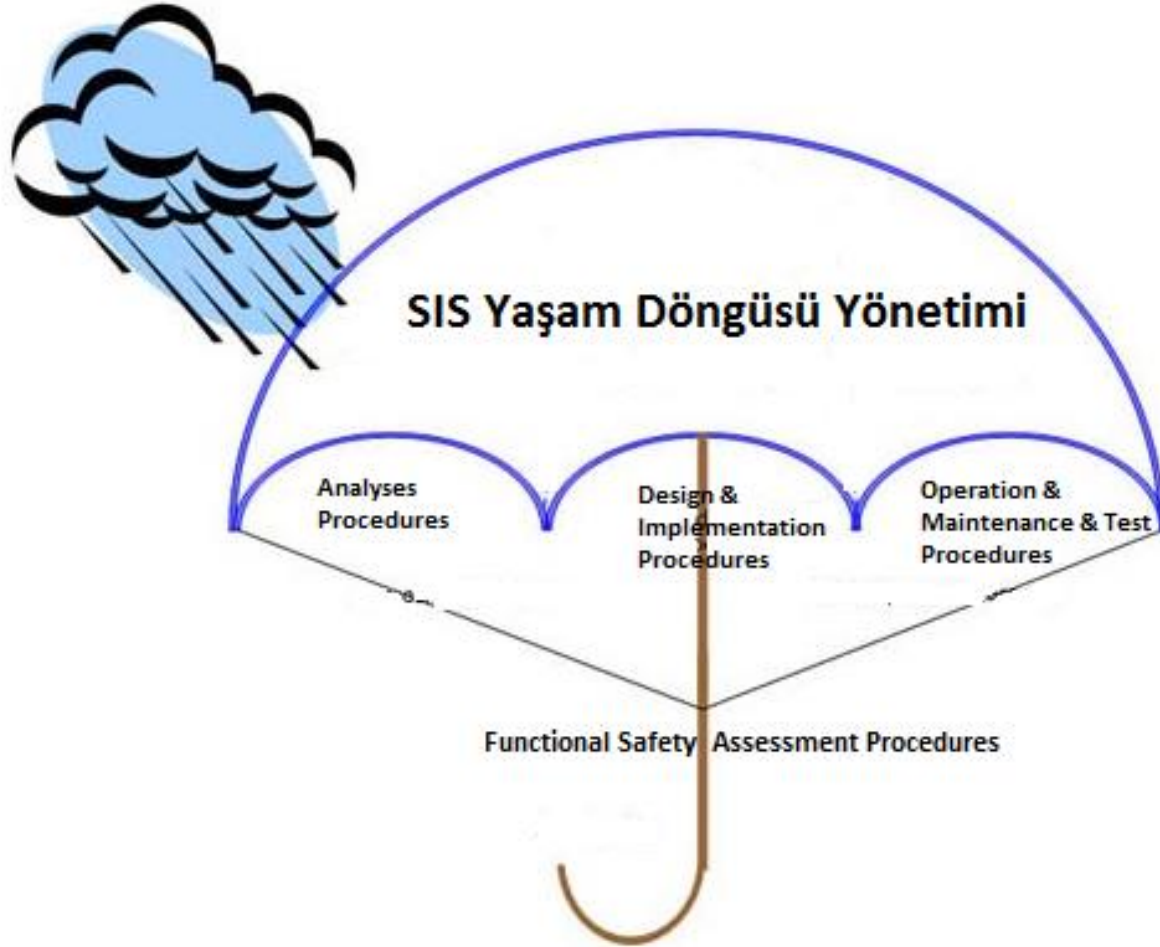 SIS Yaşam Döngüsü Yönetimi
Analyses
Procedures
Design &
Implementation
Procedures
Operation &
Maintenance & Test
Procedures
Functional Safety Assessment Procedures